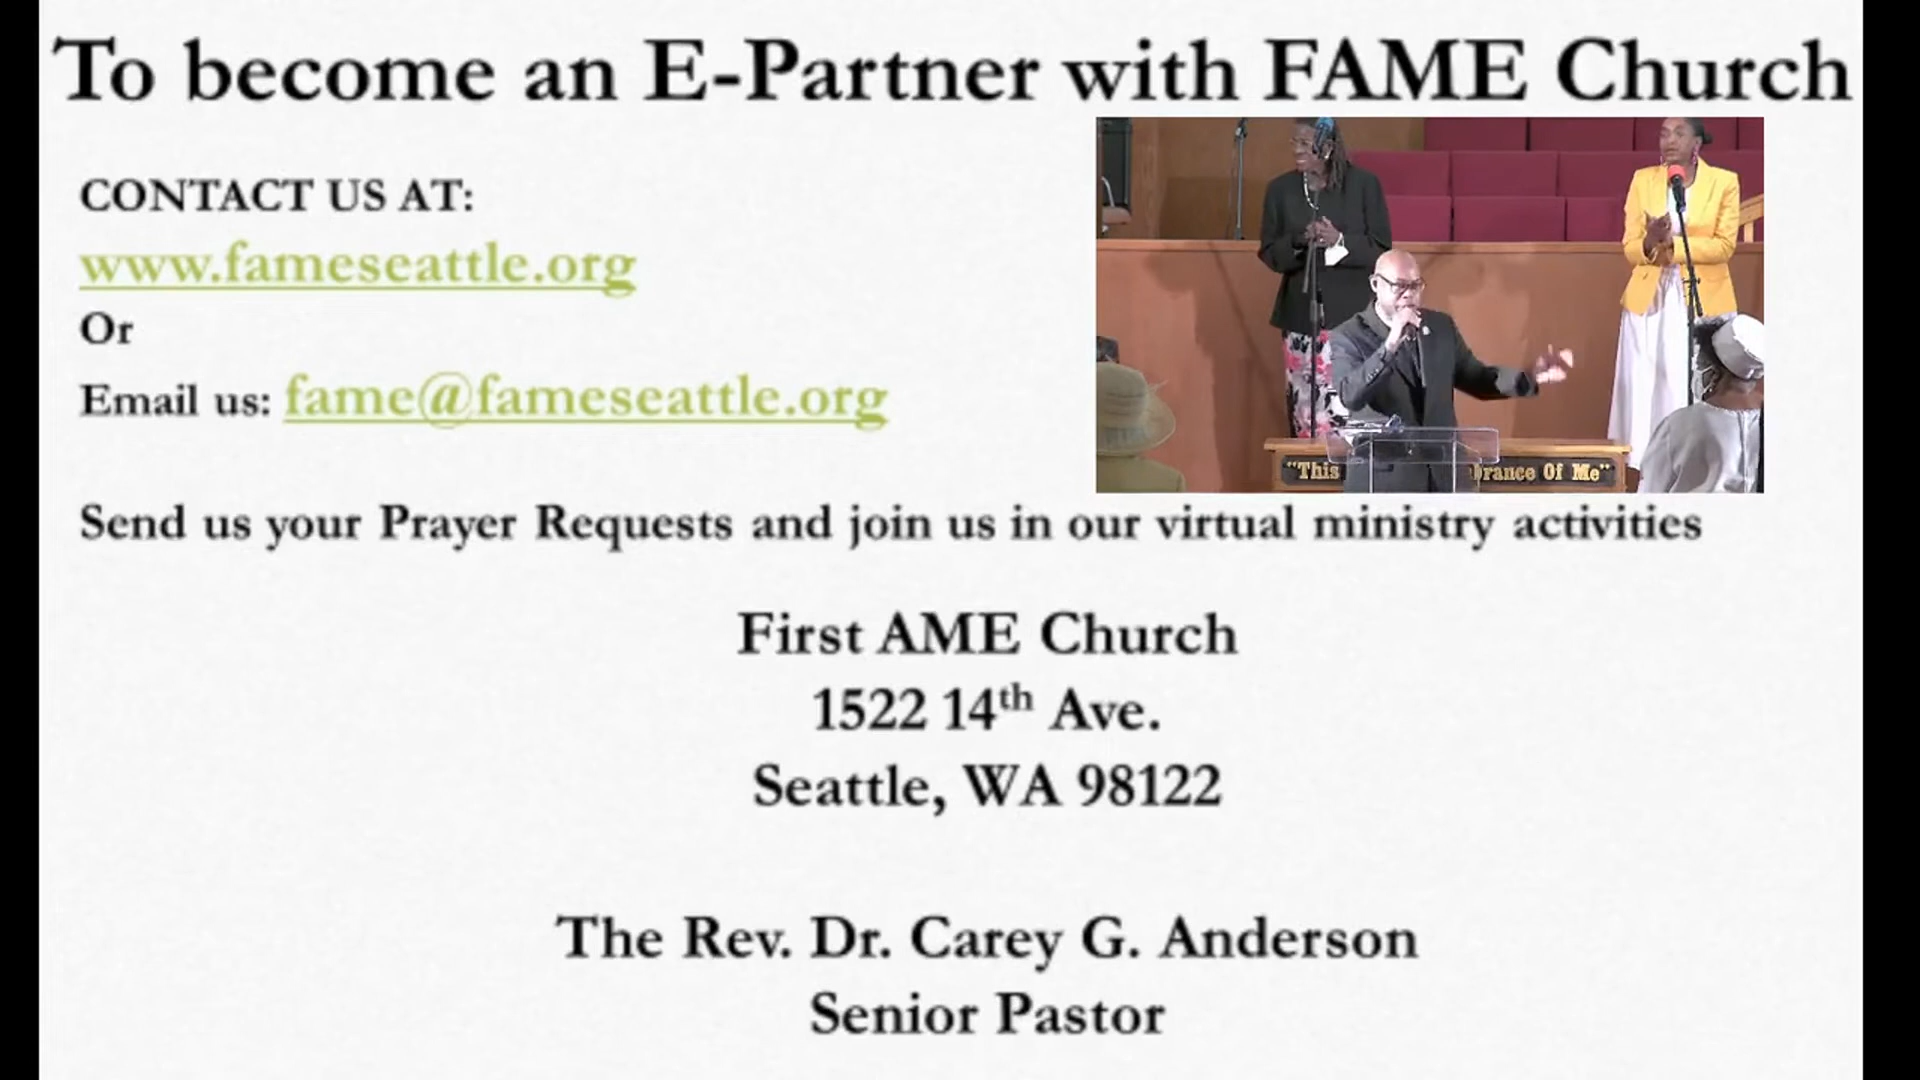 To become an E-Partner with FAME Church
CONTACT US AT:
www.fameseattle.org
Or
Email us: fame@fameseattle.org
"This brance Of Me"
Send us your Prayer Requests and join us in our virtual ministry activities
First AME Church
1522 14th Ave.
Seattle, WA 98122
The Rev. Dr. Carey G. Anderson
Senior Pastor